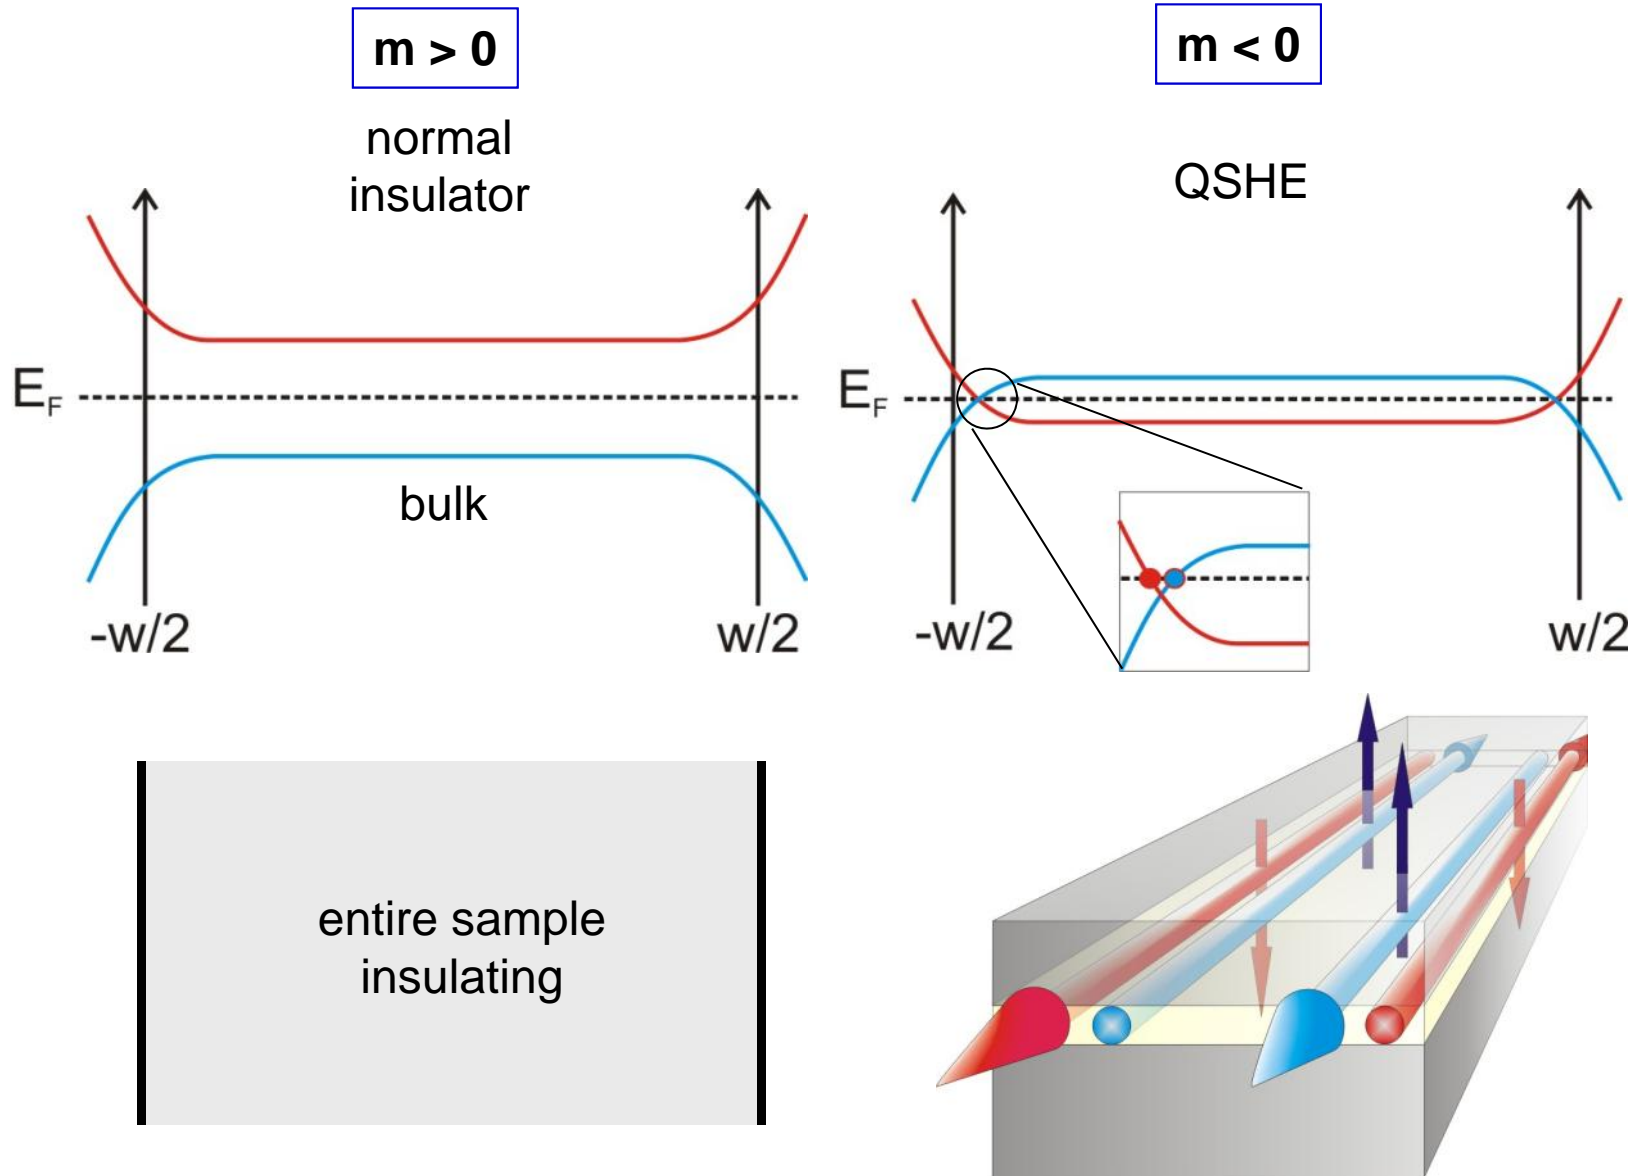 m > 0
normal
insulator
E_F
bulk
-w/2
w/2
entire sample
insulating
m < 0
QSHE
E_F
-w/2
w/2